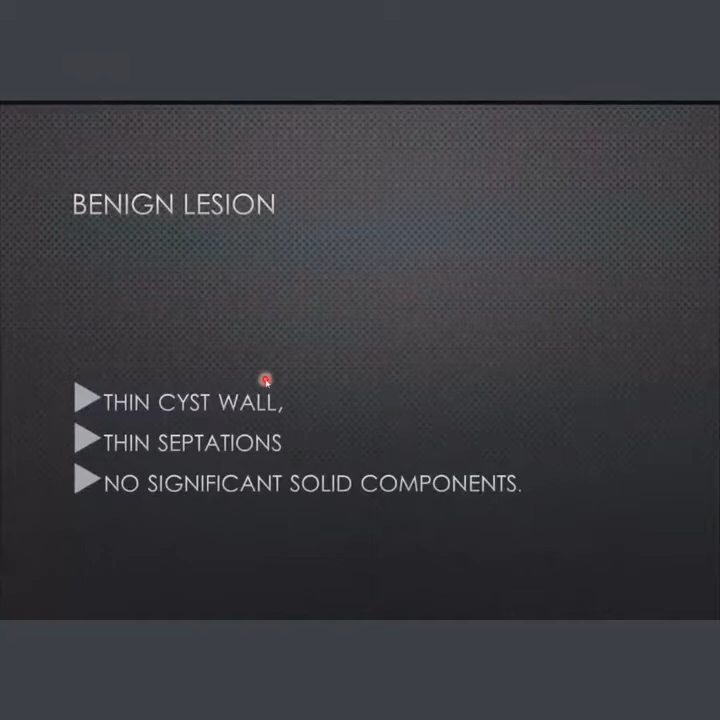 BENIGN LESION
THIN CYST WALL,
THIN SEPTATIONS
NO SIGNIFICANT SOLID COMPONENTS.